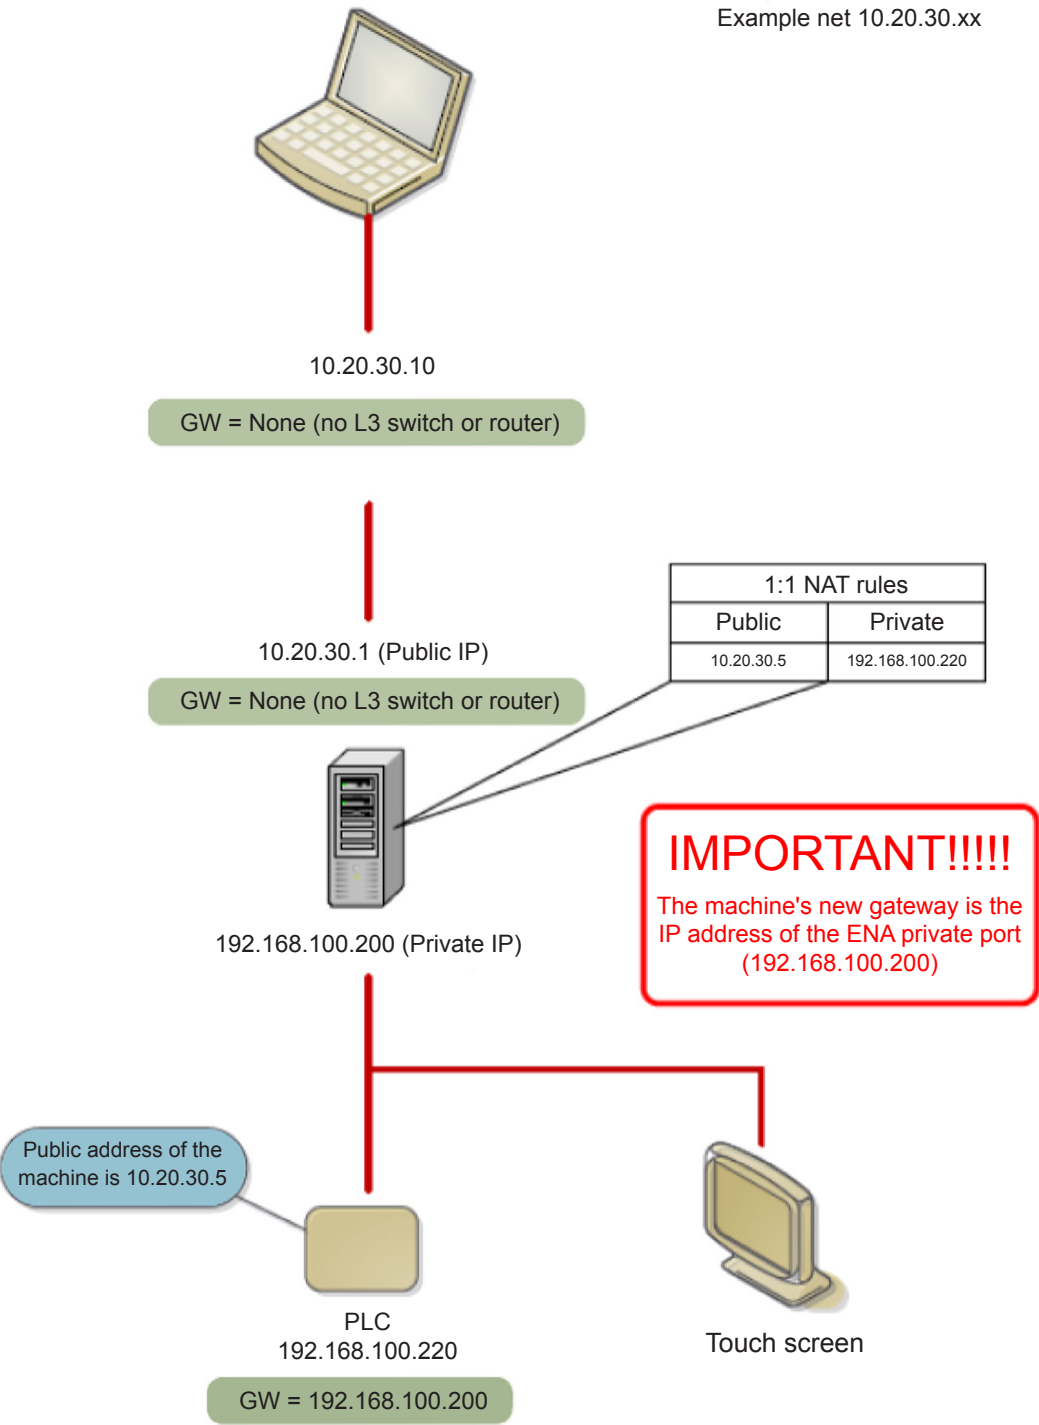 Example net 10.20.30.xx
10.20.30.10
GW = None (no L3 switch or router)
1:1 NAT rules
Public Private
10.20.30.5 192.168.100.220
10.20.30.1 (Public IP)
GW = None (no L3 switch or router)
IMPORTANT!!!!!
The machine's new gateway is the
IP address of the ENA private port
(192.168.100.200)
192.168.100.200 (Private IP)
Public address of the
machine is 10.20.30.5
PLC
192.168.100.220
GW = 192.168.100.200
Touch screen